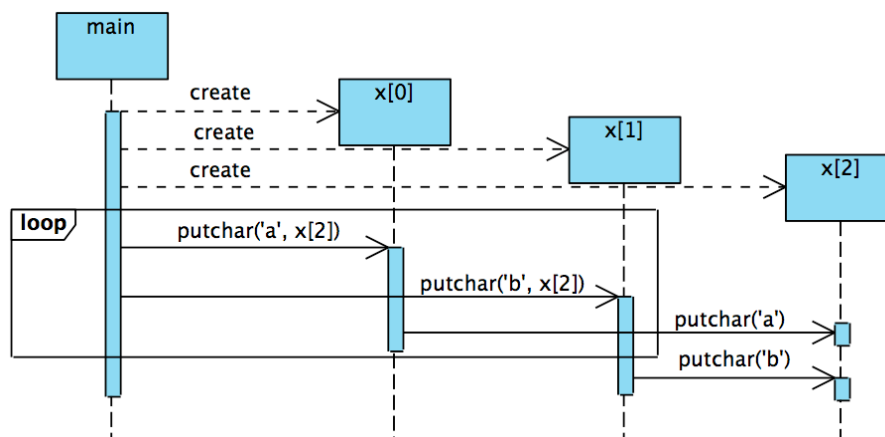 main
create
x[0]
create
x[1]
create
x[2]
loop
putchar('a', x[2])
putchar('b', x[2])
putchar('a')
putchar('b')